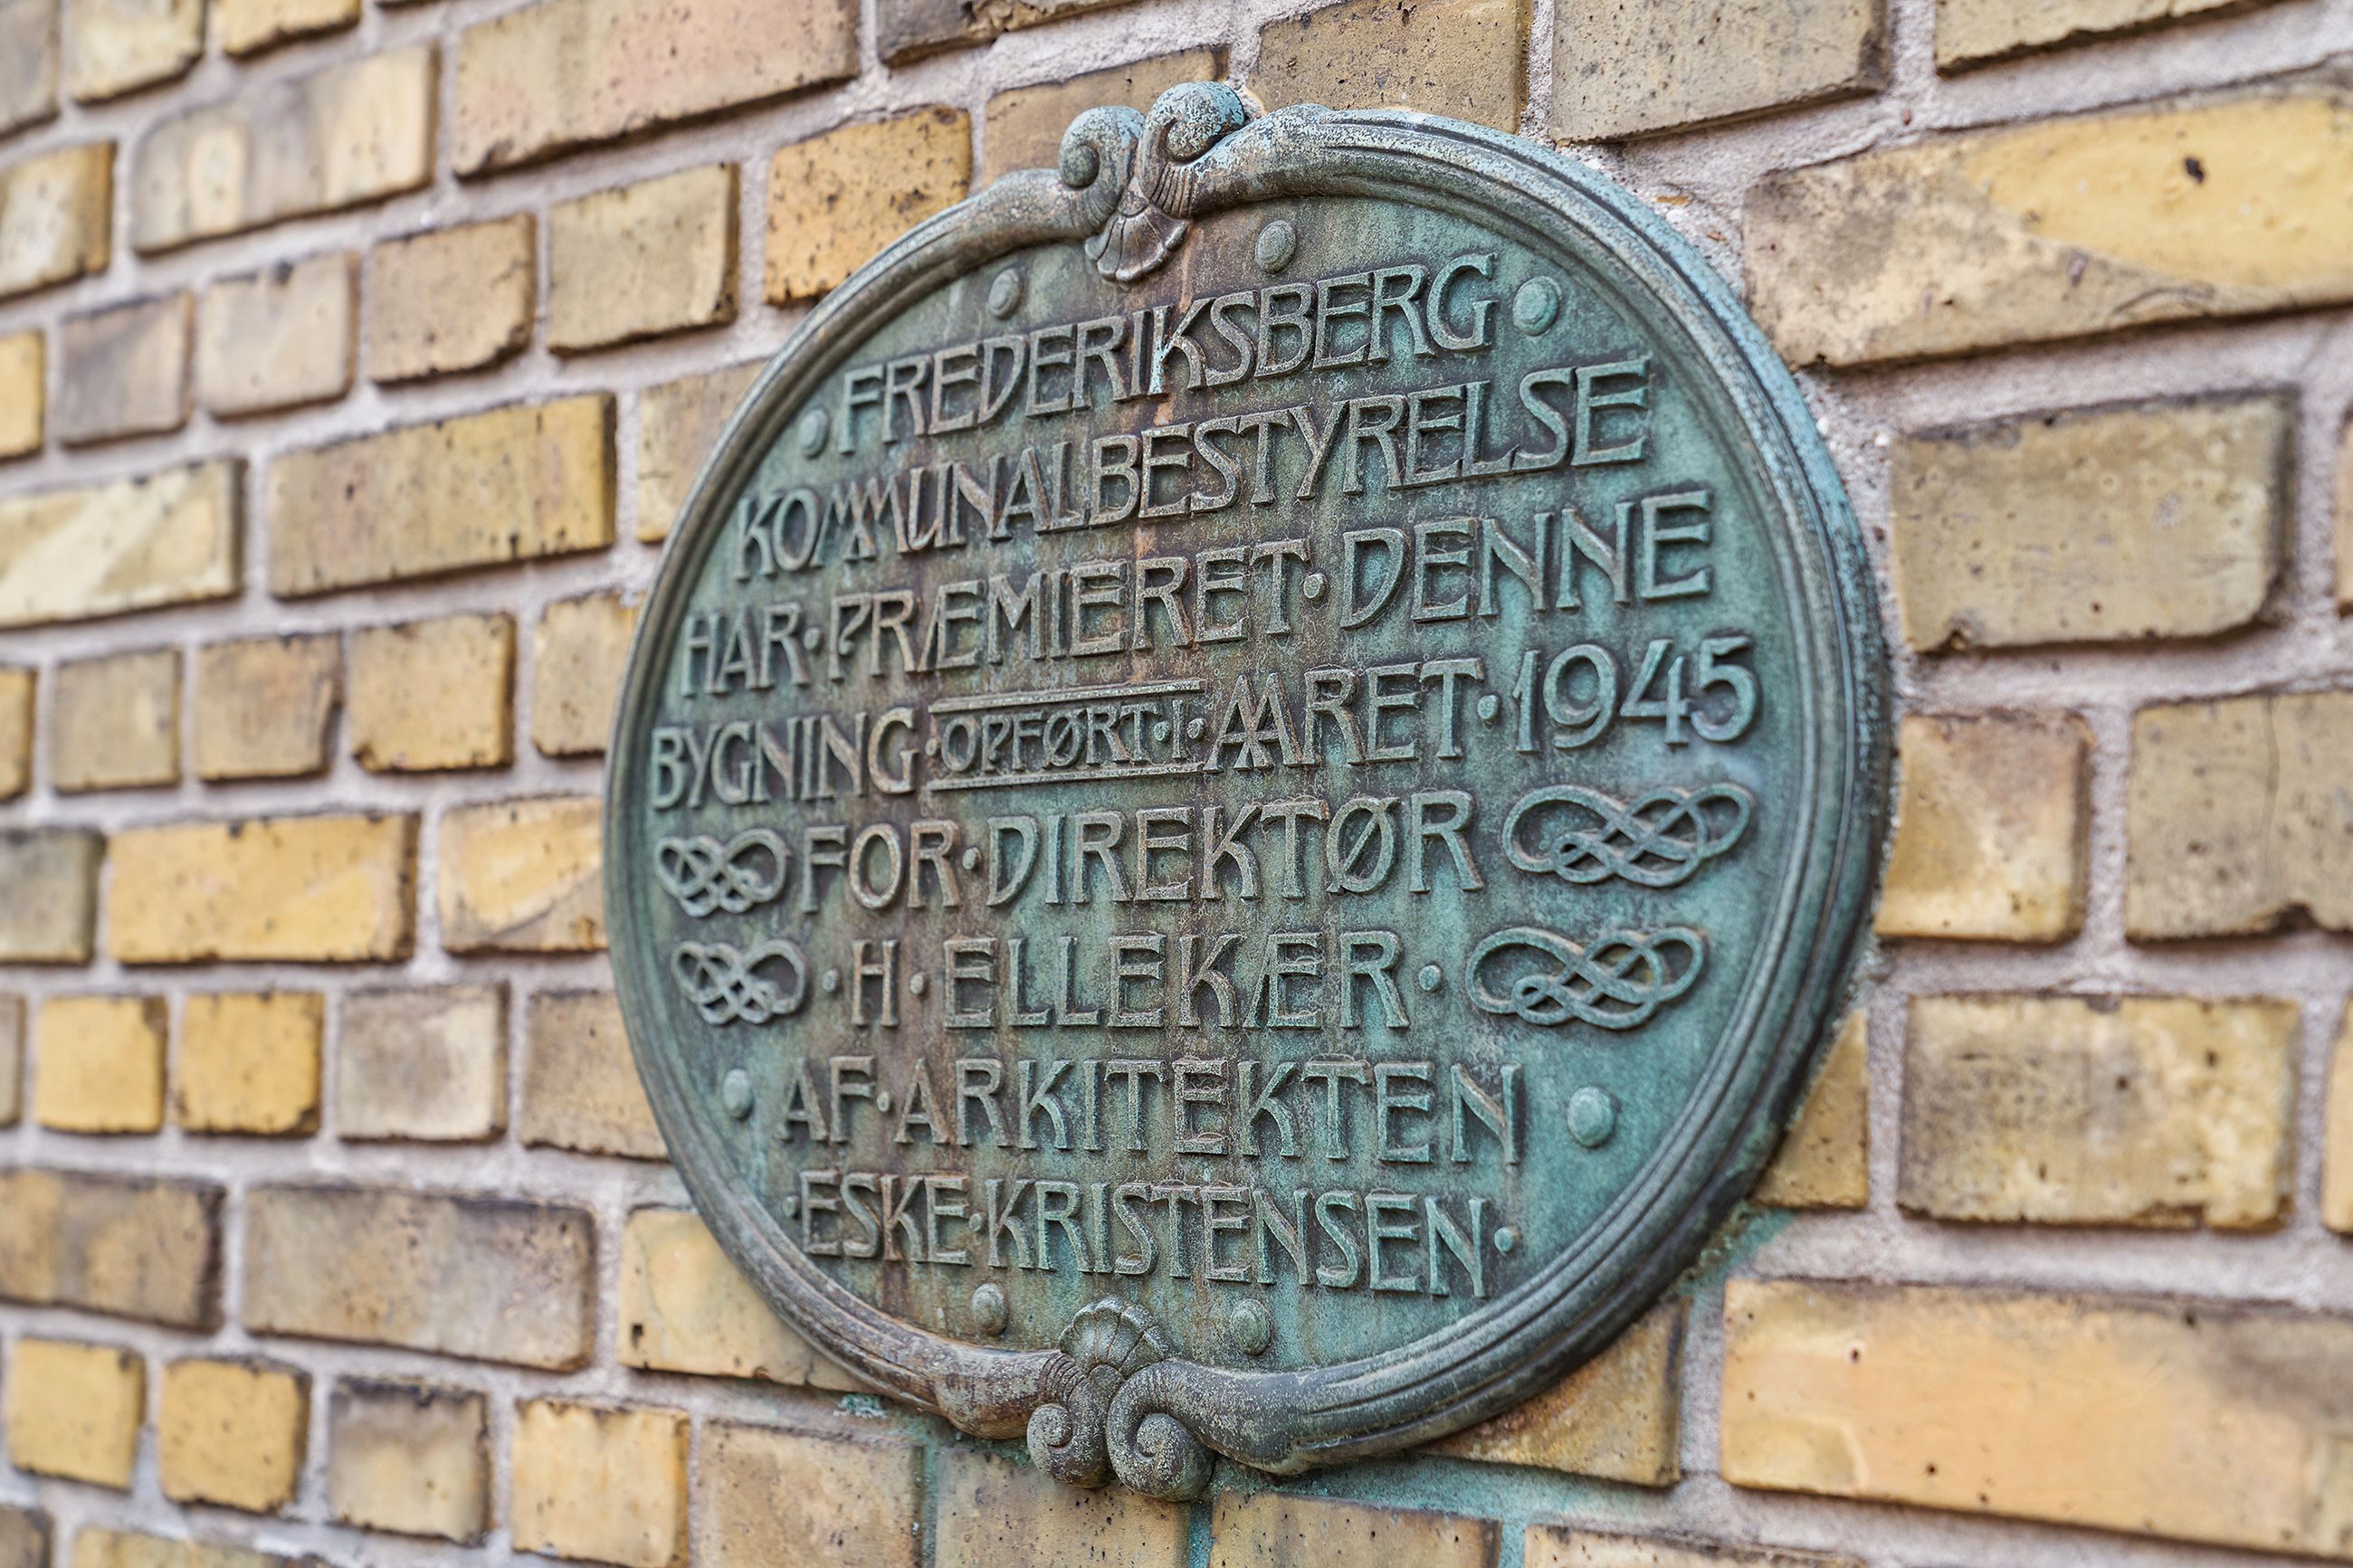 FREDERIKSBERG
KOMMUNALBESTYRELSE
HAR·PRÆMIERET·DENNE
BYGNING·OPFØRT·I·AARET·1945
FOR·DIREKTØR
·H·ELLEKÆR·
AF·ARKITEKTEN
·ESKE·KRISTENSEN·